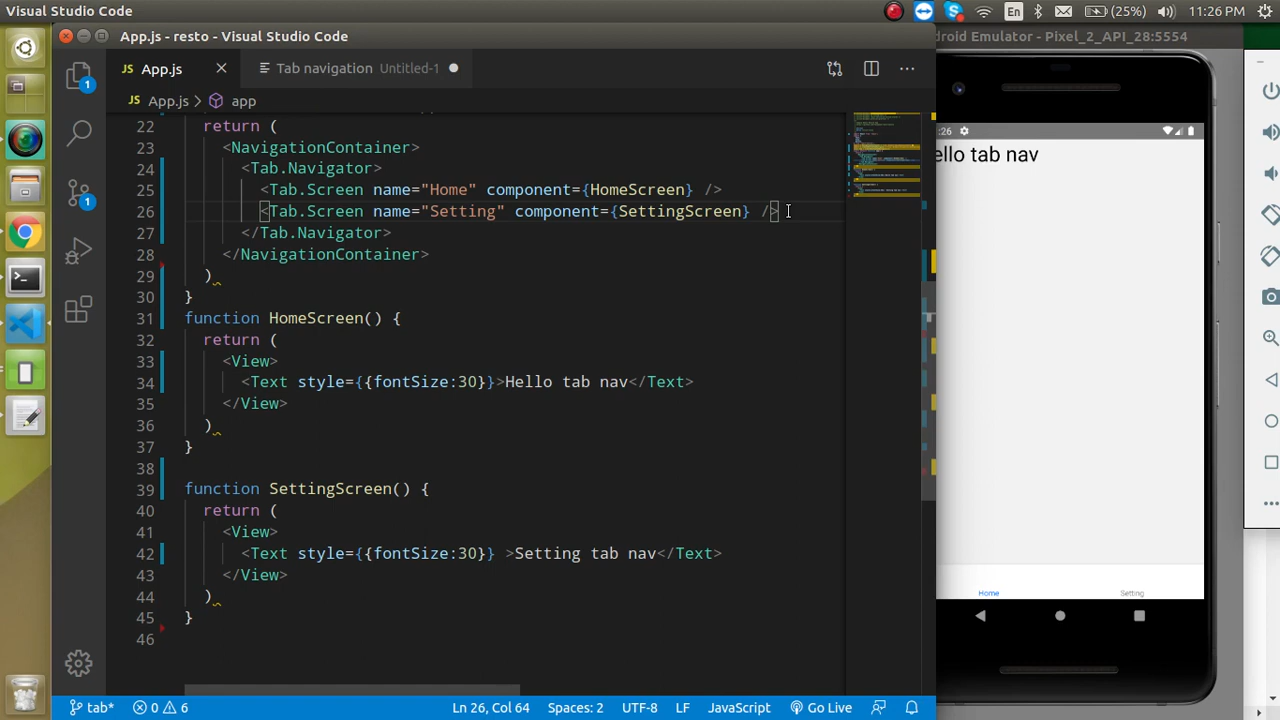 Visual Studio Code
En
(25%)
11:26 PM
App.js - resto - Visual Studio Code
droid Emulator - Pixel_2_API_28:5554
JS App.js
Tab navigation Untitled-1
1
JS App.js > app
22 return (
23 <NavigationContainer>
24 <Tab.Navigator>
25 <Tab.Screen name="Home" component={HomeScreen} />
26 <Tab.Screen name="Setting" component={SettingScreen} />
27 </Tab.Navigator>
28 </NavigationContainer>
29 )
30 }
31 function HomeScreen() {
32 return (
33 <View>
34 <Text style={{fontSize:30}}>Hello tab nav</Text>
35 </View>
36 )
37 }
38
39 function SettingScreen() {
40 return (
41 <View>
42 <Text style={{fontSize:30}} >Setting tab nav</Text>
43 </View>
44 )
45 }
46
1
:26
ello tab nav
Home
Setting
tab*
0
6
Ln 26, Col 64
Spaces: 2
UTF-8
LF
JavaScript
Go Live